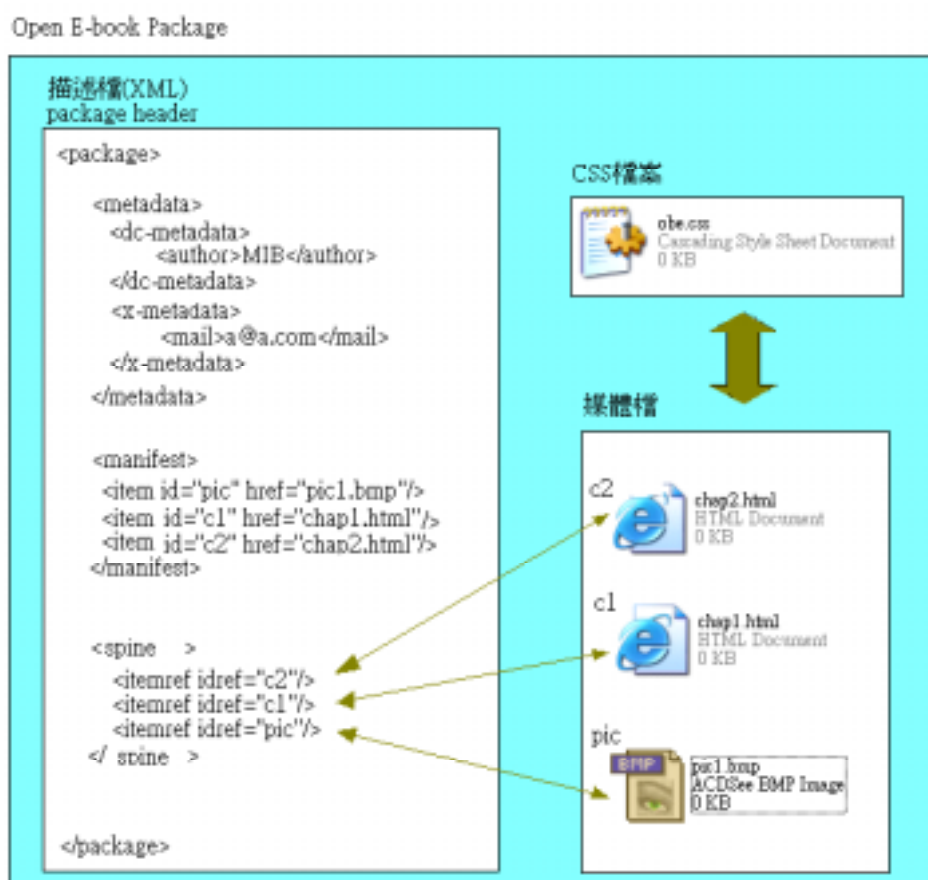 Open E-book Package
描述檔(XML)
package header
<package>
<metadata>
<dc-metadata>
<author>MIB</author>
</dc-metadata>
<x-metadata>
<mail>a@a.com</mail>
</x-metadata>
</metadata>
<manifest>
<item id="pic" href="pic1.bmp"/>
<item id="c1" href="chap1.html"/>
<item id="c2" href="chap2.html"/>
</manifest>
<spine >
<itemref idref="c2"/>
<itemref idref="c1"/>
<itemref idref="pic"/>
</ spine >
</package>
CSS檔案
obe.css
Cascading Style Sheet Document
0 KB
媒體檔
c2
chap2.html
HTML Document
0 KB
c1
chap1.html
HTML Document
0 KB
pic
BMP
pic1.bmp
ACDSee BMP Image
0 KB